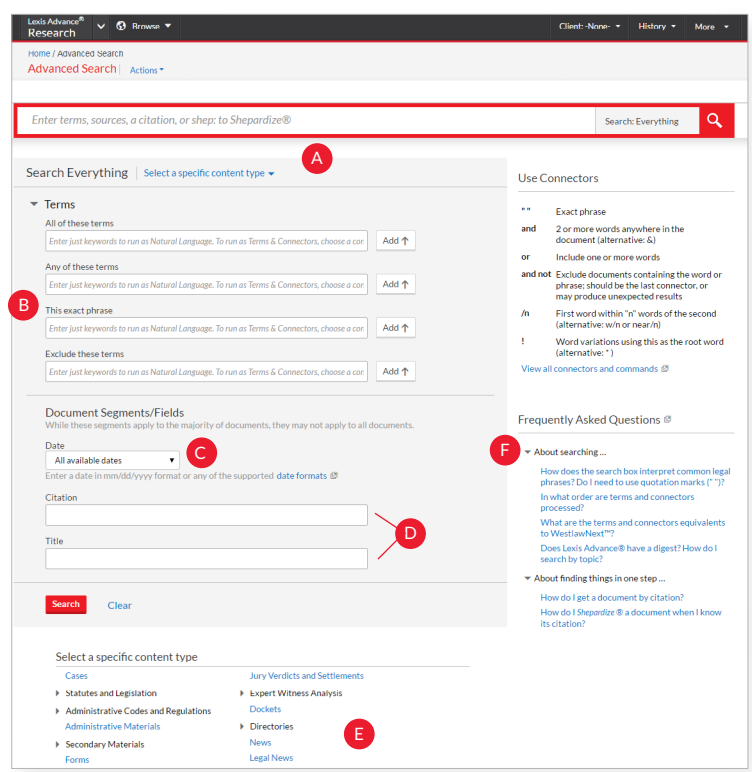 Lexis Advance®
Research
Browse
Client: -None-
History
More
Home / Advanced Search
Advanced Search
Actions
Enter terms, sources, a citation, or shep: to Shepardize®
Search: Everything
A
Search Everything
Select a specific content type
Terms
All of these terms
Enter just keywords to run as Natural Language. To run as Terms & Connectors, choose a con
Add
Any of these terms
Enter just keywords to run as Natural Language. To run as Terms & Connectors, choose a con
Add
B
This exact phrase
Enter just keywords to run as Natural Language. To run as Terms & Connectors, choose a con
Add
Exclude these terms
Enter just keywords to run as Natural Language. To run as Terms & Connectors, choose a con
Add
Document Segments/Fields
While these segments apply to the majority of documents, they may not apply to all documents.
Date
All available dates
C
Enter a date in mm/dd/yyyy format or any of the supported date formats
Citation
D
Title
Search
Clear
Use Connectors
" " Exact phrase
and 2 or more words anywhere in the
document (alternative: &)
or Include one or more words
and not Exclude documents containing the word or
phrase; should be the last connector, or
may produce unexpected results
/n First word within "n" words of the second
(alternative: w/n or near/n)
! Word variations using this as the root word
(alternative: * )
View all connectors and commands
Frequently Asked Questions
F
About searching ...
How does the search box interpret common legal
phrases? Do I need to use quotation marks (" ")?
In what order are terms and connectors
processed?
What are the terms and connectors equivalents
to WestlawNext™?
Does Lexis Advance® have a digest? How do I
search by topic?
About finding things in one step ...
How do I get a document by citation?
How do I Shepardize ® a document when I know
its citation?
Select a specific content type
Cases
Statutes and Legislation
Administrative Codes and Regulations
Administrative Materials
Secondary Materials
Forms
Jury Verdicts and Settlements
Expert Witness Analysis
Dockets
Directories
News
Legal News
E